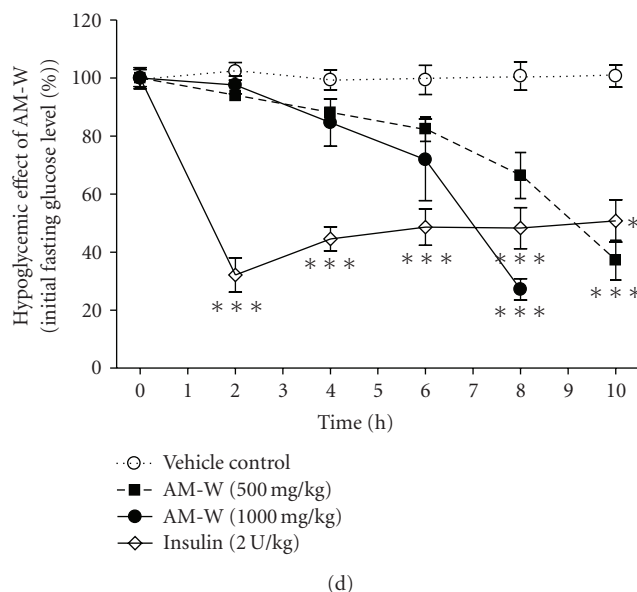 120
100
80
60
40
20
0
Hypoglycemic effect of AM-W
(initial fasting glucose level (%))
*
*** *** *** *** ***
*** ***
0 1 2 3 4 5 6 7 8 9 10
Time (h)
Vehicle control
AM-W (500 mg/kg)
AM-W (1000 mg/kg)
Insulin (2 U/kg)
(d)